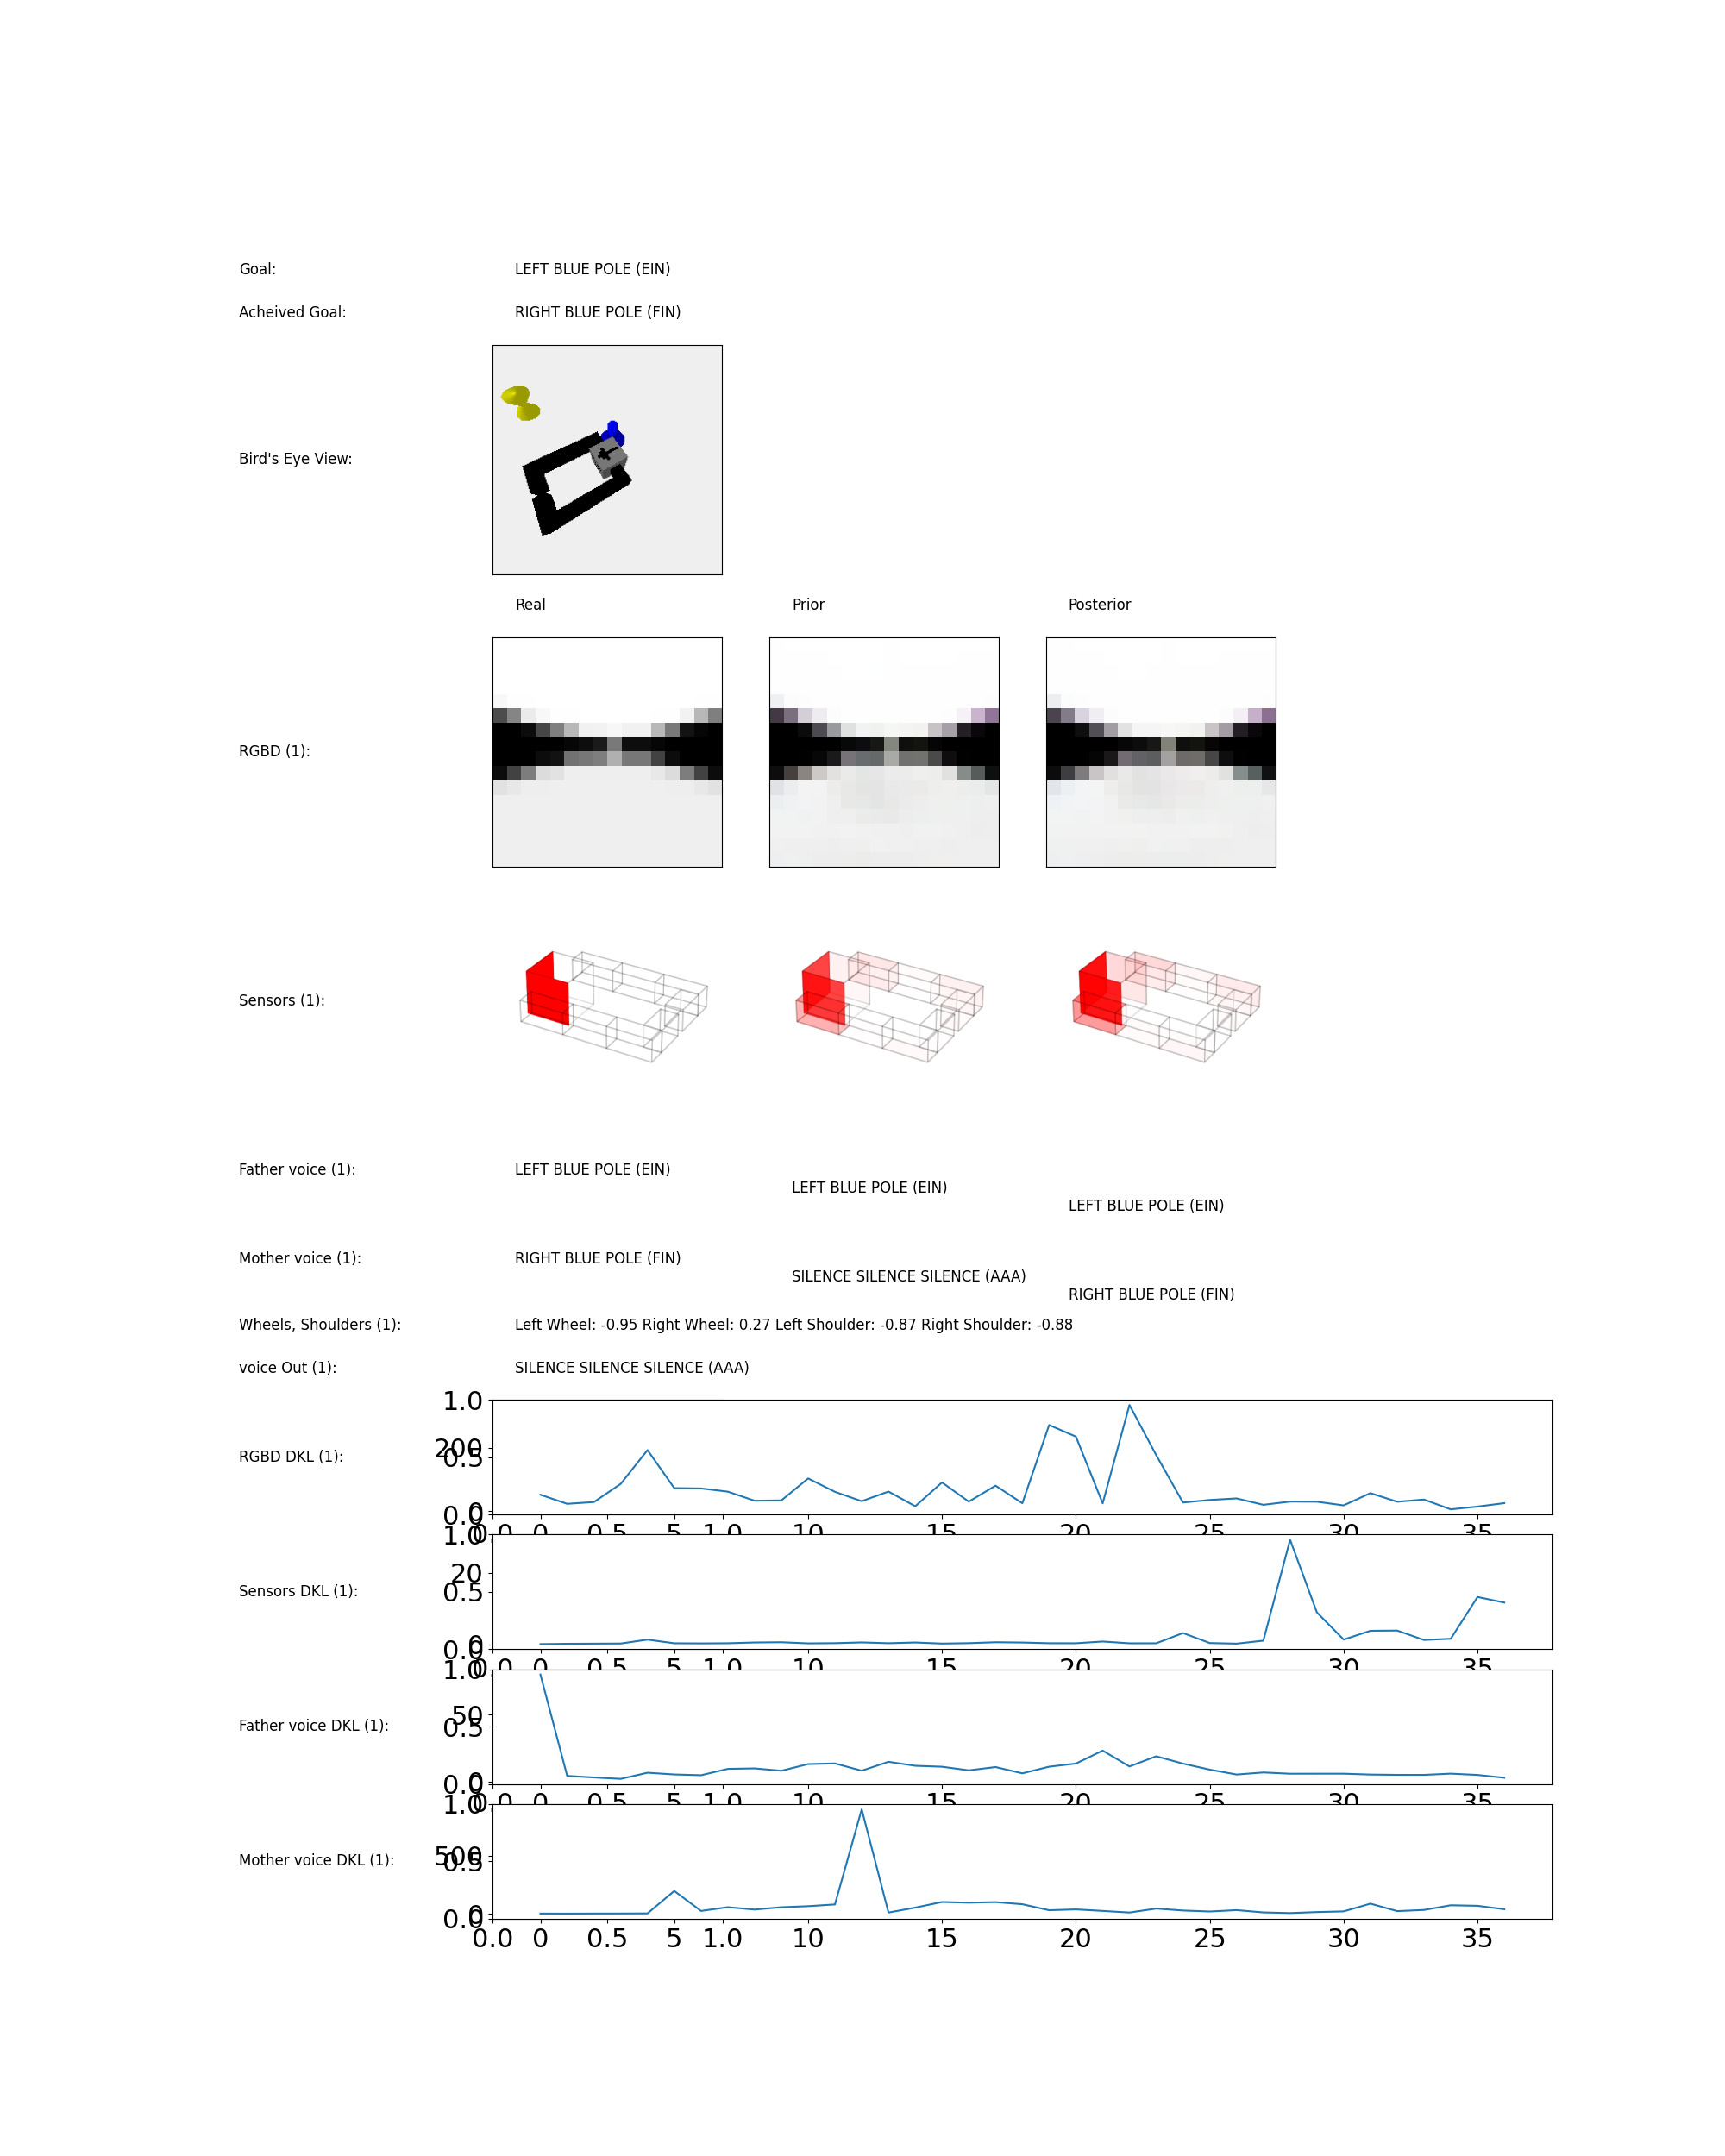 Goal: LEFT BLUE POLE (EIN)
Acheived Goal: RIGHT BLUE POLE (FIN)
Bird's Eye View:
Real Prior Posterior
RGBD (1):
Sensors (1):
Father voice (1): LEFT BLUE POLE (EIN)
LEFT BLUE POLE (EIN)
LEFT BLUE POLE (EIN)
Mother voice (1): RIGHT BLUE POLE (FIN)
SILENCE SILENCE SILENCE (AAA)
RIGHT BLUE POLE (FIN)
Wheels, Shoulders (1): Left Wheel: -0.95 Right Wheel: 0.27 Left Shoulder: -0.87 Right Shoulder: -0.88
voice Out (1): SILENCE SILENCE SILENCE (AAA)
1.0
200
RGBD DKL (1): 0.5
0
0.0
0.0 0 0.5 5 1.0 10 15 20 25 30 35
1.0
20
Sensors DKL (1): 0.5
0
0.0
0.0 0 0.5 5 1.0 10 15 20 25 30 35
1.0
50
Father voice DKL (1): 0.5
0
0.0
0.0 0 0.5 5 1.0 10 15 20 25 30 35
1.0
500
Mother voice DKL (1): 0.5
0
0.0
0.0 0 0.5 5 1.0 10 15 20 25 30 35